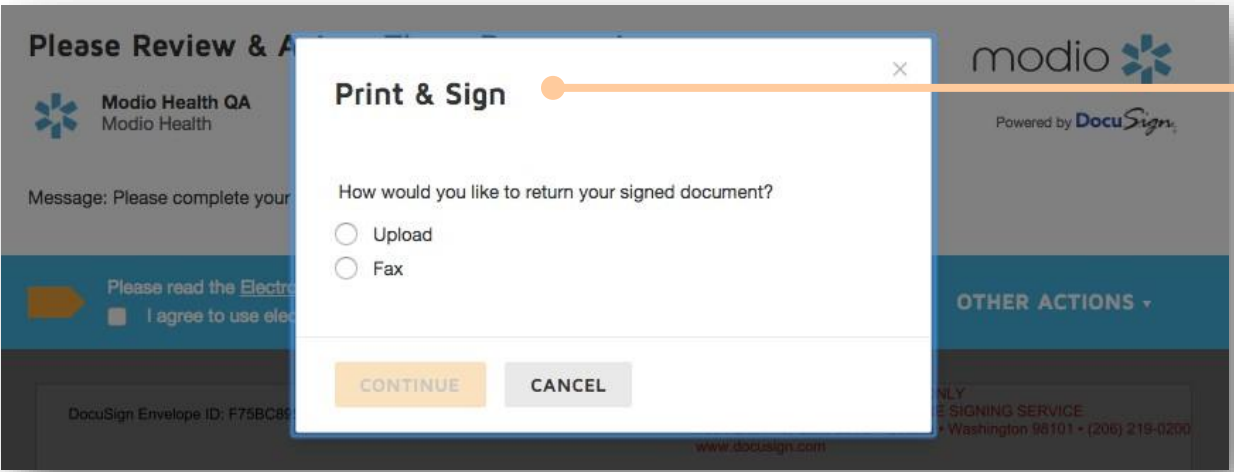 Please Review & A
modio
Modio Health QA
Modio Health
Powered by DocuSign
Message: Please complete your
×
Print & Sign
How would you like to return your signed document?
Upload
Fax
CONTINUE
CANCEL
Please read the Electro
I agree to use elec
OTHER ACTIONS
DocuSign Envelope ID: F75BC89
NLY
E SIGNING SERVICE
• Washington 98101 • (206) 219-0200
www.docusign.com